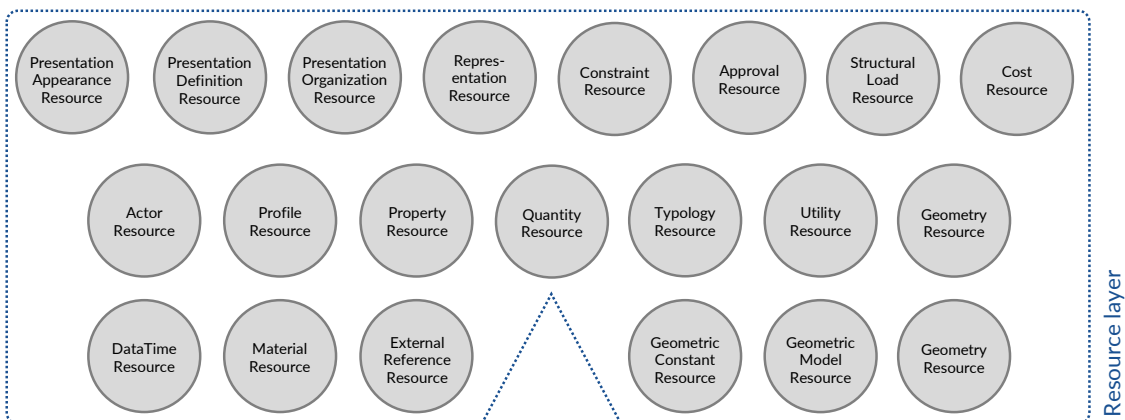 Presentation
Appearance
Resource
Presentation
Definition
Resource
Presentation
Organization
Resource
Repres-
entation
Resource
Constraint
Resource
Approval
Resource
Structural
Load
Resource
Cost
Resource
Actor
Resource
Profile
Resource
Property
Resource
Quantity
Resource
Typology
Resource
Utility
Resource
Geometry
Resource
DataTime
Resource
Material
Resource
External
Reference
Resource
Geometric
Constant
Resource
Geometric
Model
Resource
Geometry
Resource
Resource layer